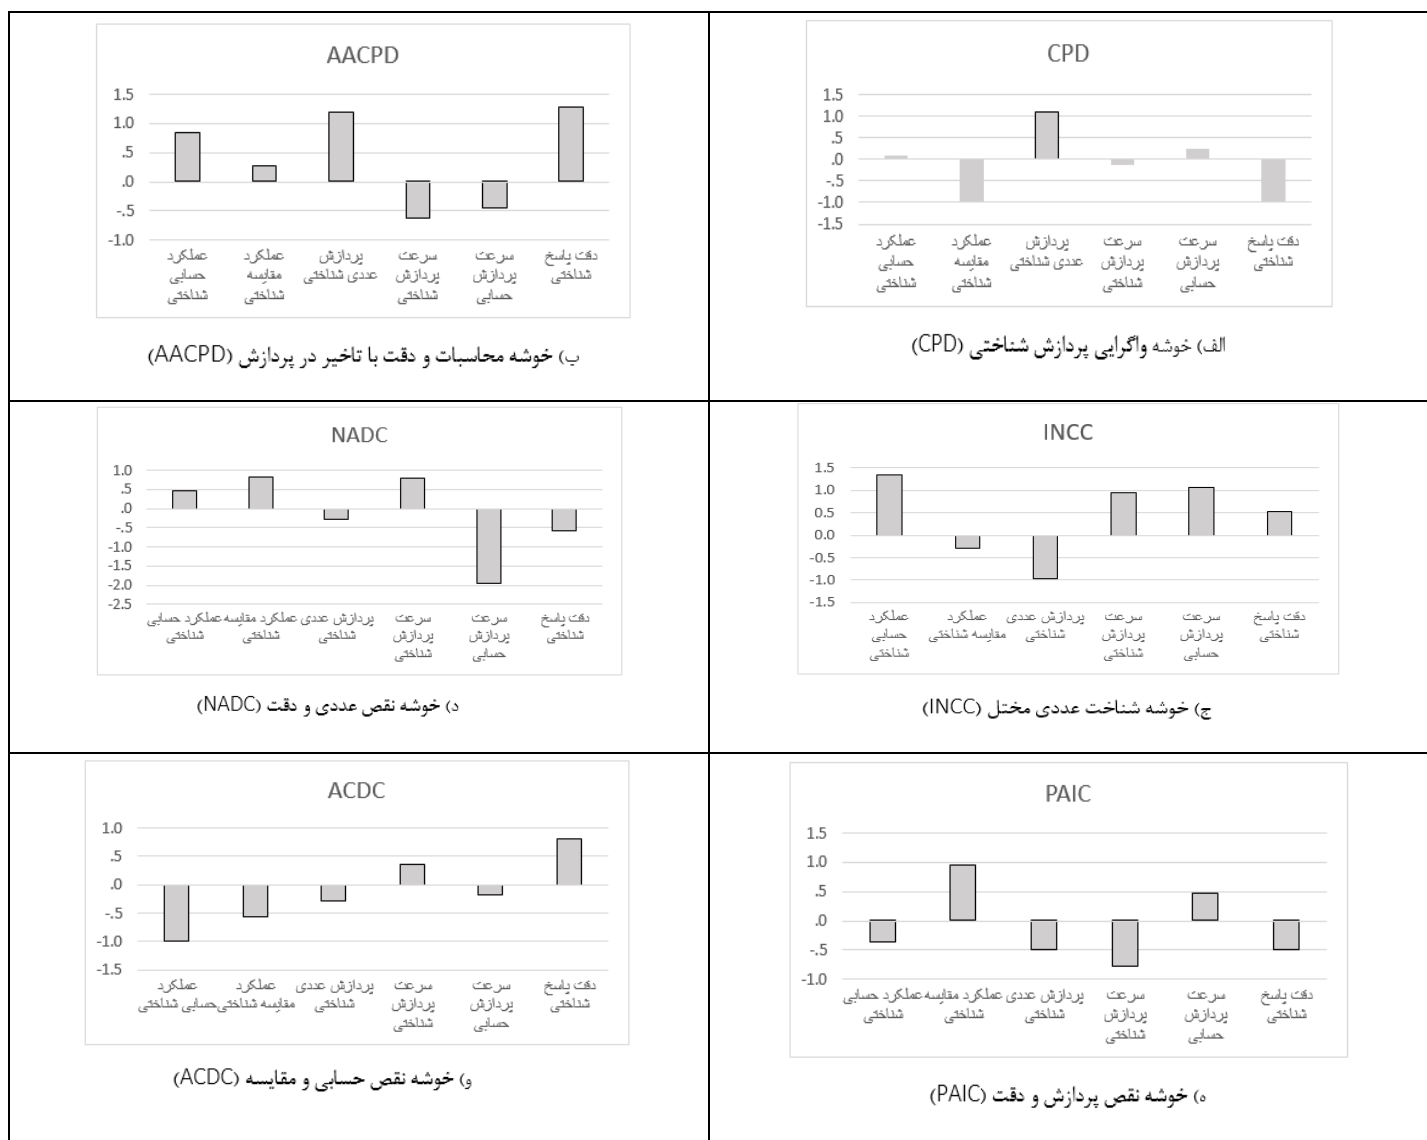 CPD
1.5
1.0
.5
.0
-.5
-1.0
-1.5
عملکرد
حسابی
شناختی
عملکرد
مقایسه
شناختی
پردازش
عددی شناختی
سرعت
پردازش
شناختی
سرعت
پردازش
حسابی
دقت پاسخ
شناختی
الف) خوشه واگرایی پردازش شناختی (CPD)
AACPD
1.5
1.0
.5
.0
-.5
-1.0
عملکرد
حسابی
شناختی
عملکرد
مقایسه
شناختی
پردازش
عددی شناختی
سرعت
پردازش
شناختی
سرعت
پردازش
حسابی
دقت پاسخ
شناختی
ب) خوشه محاسبات و دقت با تاخیر در پردازش (AACPD)
INCC
1.5
1.0
0.5
0.0
-0.5
-1.0
-1.5
عملکرد
حسابی
شناختی
عملکرد
مقایسه شناختی
پردازش عددی
شناختی
سرعت
پردازش
شناختی
سرعت
پردازش
حسابی
دقت پاسخ
شناختی
ج) خوشه شناخت عددی مختل (INCC)
NADC
1.0
.5
.0
-.5
-1.0
-1.5
-2.0
-2.5
عملکرد حسابی
شناختی
عملکرد مقایسه
شناختی
پردازش عددی
شناختی
سرعت
پردازش
شناختی
سرعت
پردازش
حسابی
دقت پاسخ
شناختی
د) خوشه نقص عددی و دقت (NADC)
PAIC
1.5
1.0
.5
.0
-.5
-1.0
عملکرد حسابی
شناختی
عملکرد مقایسه
شناختی
پردازش عددی
شناختی
سرعت
پردازش
شناختی
سرعت
پردازش
حسابی
دقت پاسخ
شناختی
ه) خوشه نقص پردازش و دقت (PAIC)
ACDC
1.0
.5
.0
-.5
-1.0
-1.5
عملکرد
حسابی شناختی
عملکرد
مقایسه شناختی
پردازش عددی
شناختی
سرعت
پردازش
شناختی
سرعت
پردازش
حسابی
دقت پاسخ
شناختی
و) خوشه نقص حسابی و مقایسه (ACDC)